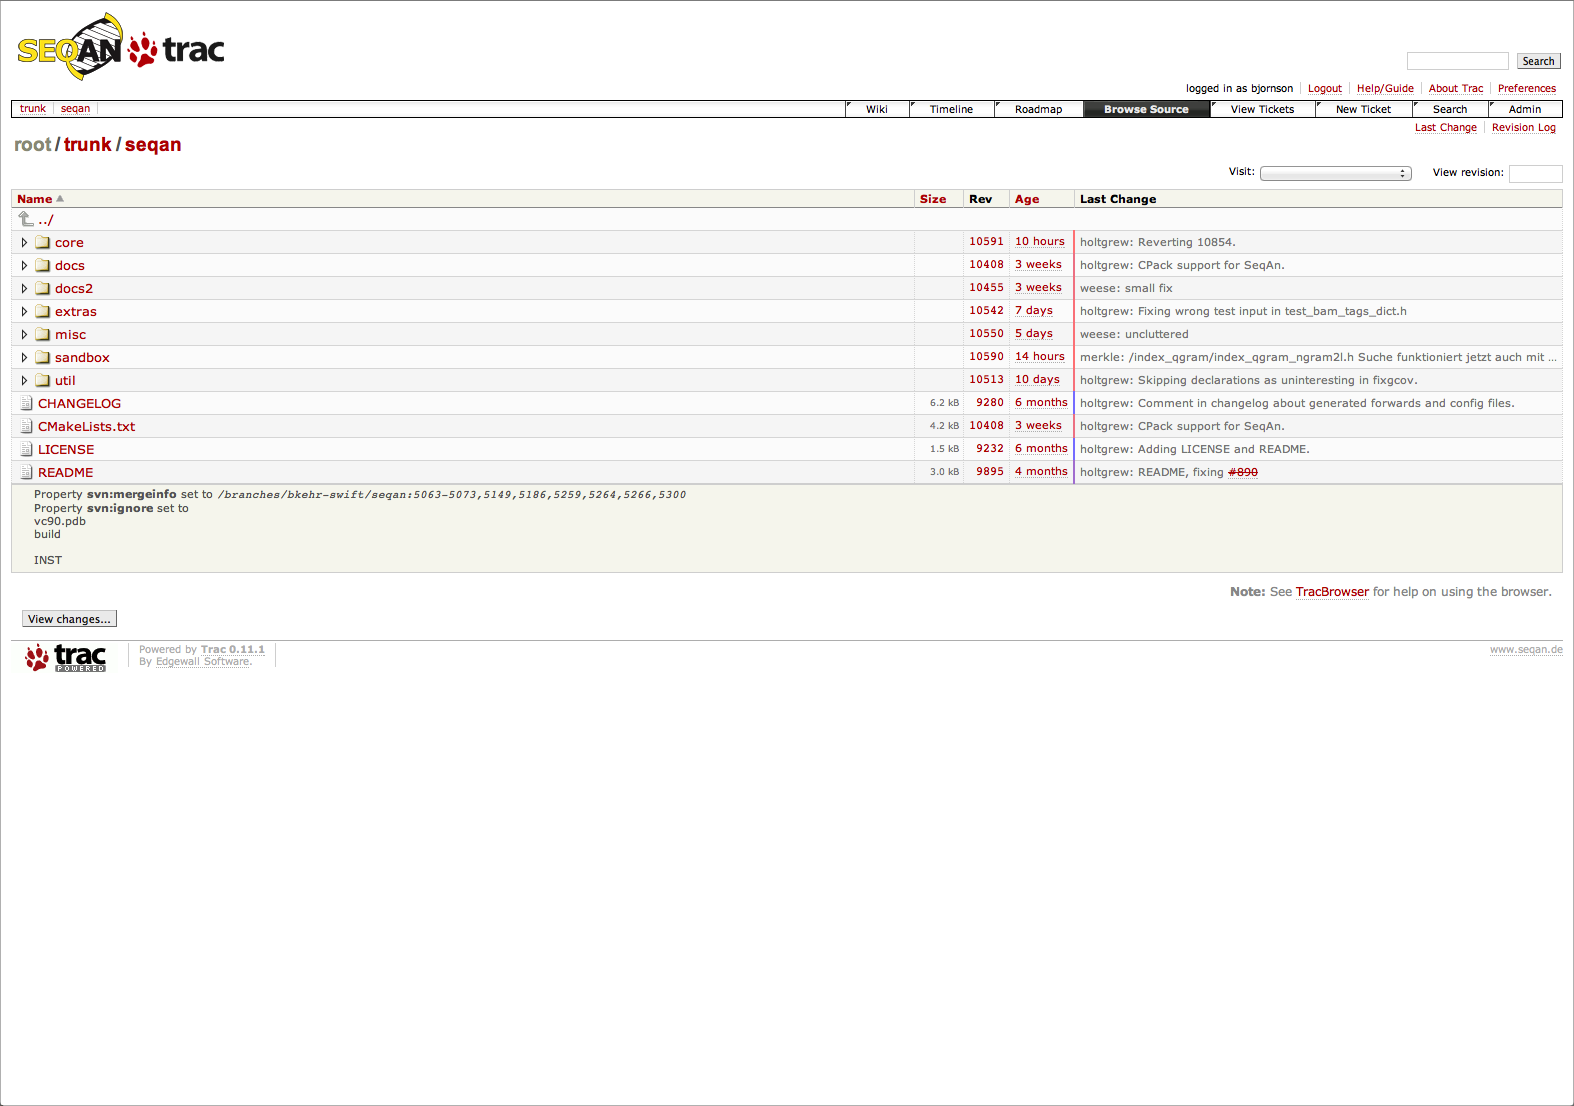 SEQAN trac
Search
logged in as bjornson Logout Help/Guide About Trac Preferences
trunk seqan Wiki Timeline Roadmap Browse Source View Tickets New Ticket Search Admin
Last Change Revision Log
root / trunk / seqan
Visit: View revision:
Name Size Rev Age Last Change
../
core 10591 10 hours holtgrew: Reverting 10854.
docs 10408 3 weeks holtgrew: CPack support for SeqAn.
docs2 10455 3 weeks weese: small fix
extras 10542 7 days holtgrew: Fixing wrong test input in test_bam_tags_dict.h
misc 10550 5 days weese: uncluttered
sandbox 10590 14 hours merkle: /index_qgram/index_qgram_ngram2l.h Suche funktioniert jetzt auch mit ...
util 10513 10 days holtgrew: Skipping declarations as uninteresting in fixgcov.
CHANGELOG 6.2 kB 9280 6 months holtgrew: Comment in changelog about generated forwards and config files.
CMakeLists.txt 4.2 kB 10408 3 weeks holtgrew: CPack support for SeqAn.
LICENSE 1.5 kB 9232 6 months holtgrew: Adding LICENSE and README.
README 3.0 kB 9895 4 months holtgrew: README, fixing #890
Property svn:mergeinfo set to /branches/bkehr-swift/seqan:5063-5073,5149,5186,5259,5264,5266,5300
Property svn:ignore set to
vc90.pdb
build
INST
Note: See TracBrowser for help on using the browser.
View changes...
trac POWERED
Powered by Trac 0.11.1
By Edgewall Software.
www.seqan.de